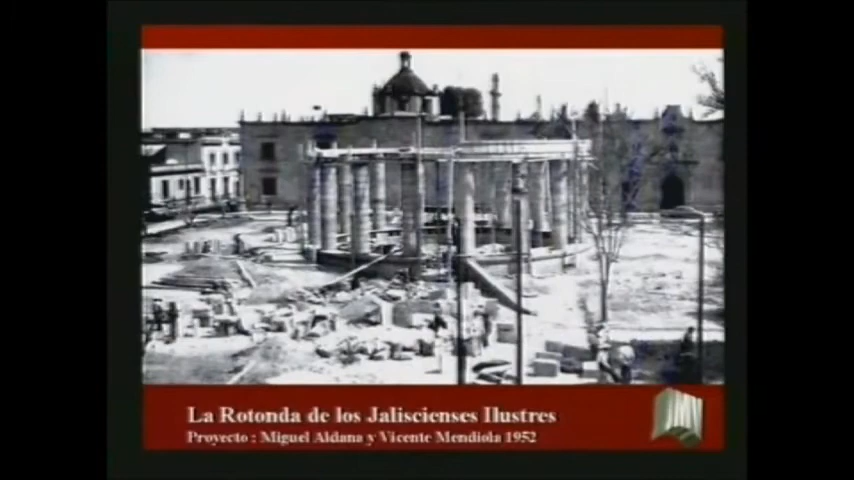 La Rotonda de los Jaliscienses Ilustres
Proyecto : Miguel Aldana y Vicente Mendiola 1952